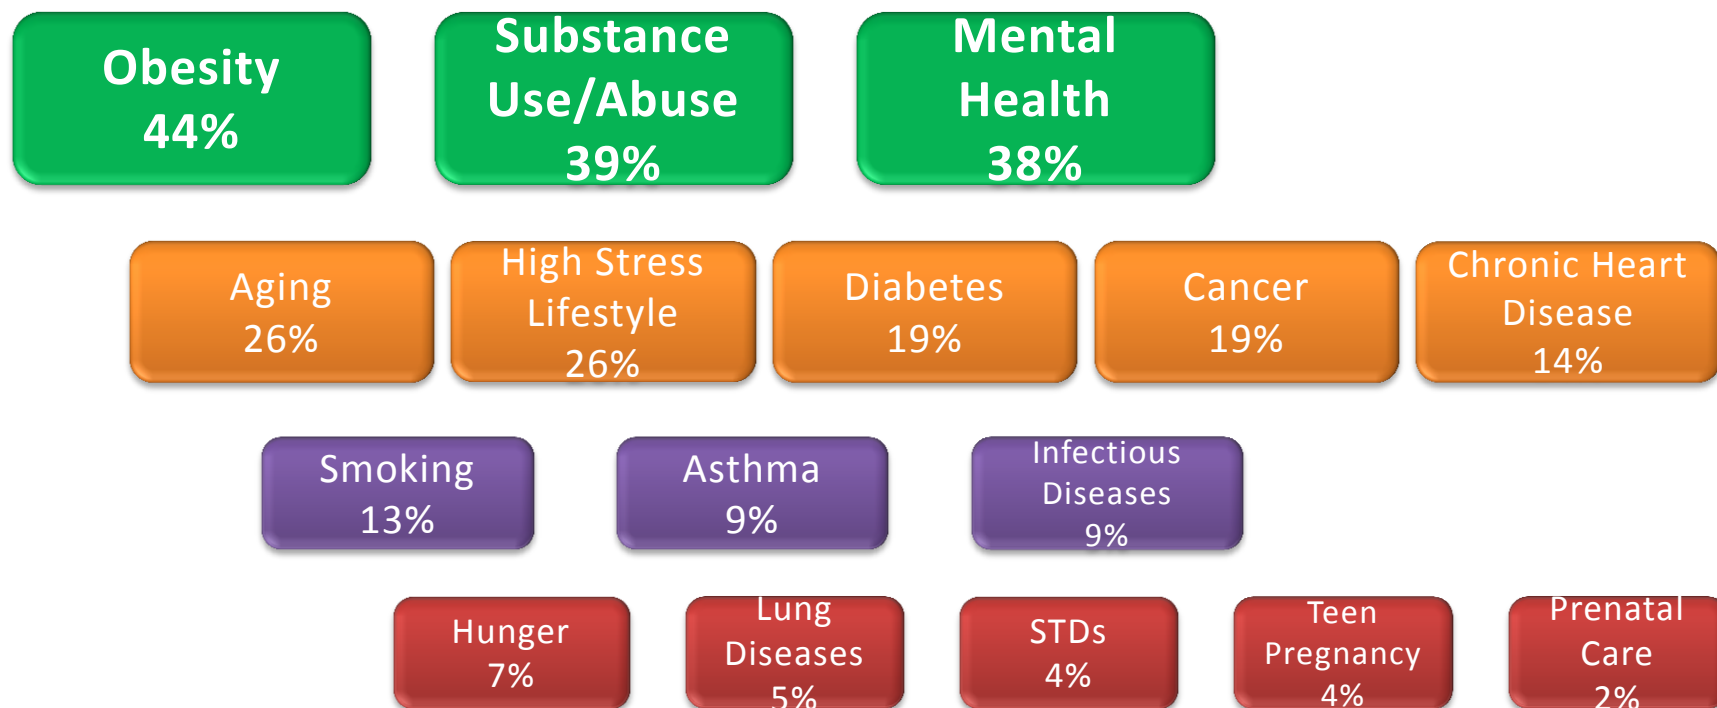 Obesity
44%
Substance
Use/Abuse
39%
Mental
Health
38%
Aging
26%
High Stress
Lifestyle
26%
Diabetes
19%
Cancer
19%
Chronic Heart
Disease
14%
Smoking
13%
Asthma
9%
Infectious
Diseases
9%
Hunger
7%
Lung
Diseases
5%
STDs
4%
Teen
Pregnancy
4%
Prenatal
Care
2%